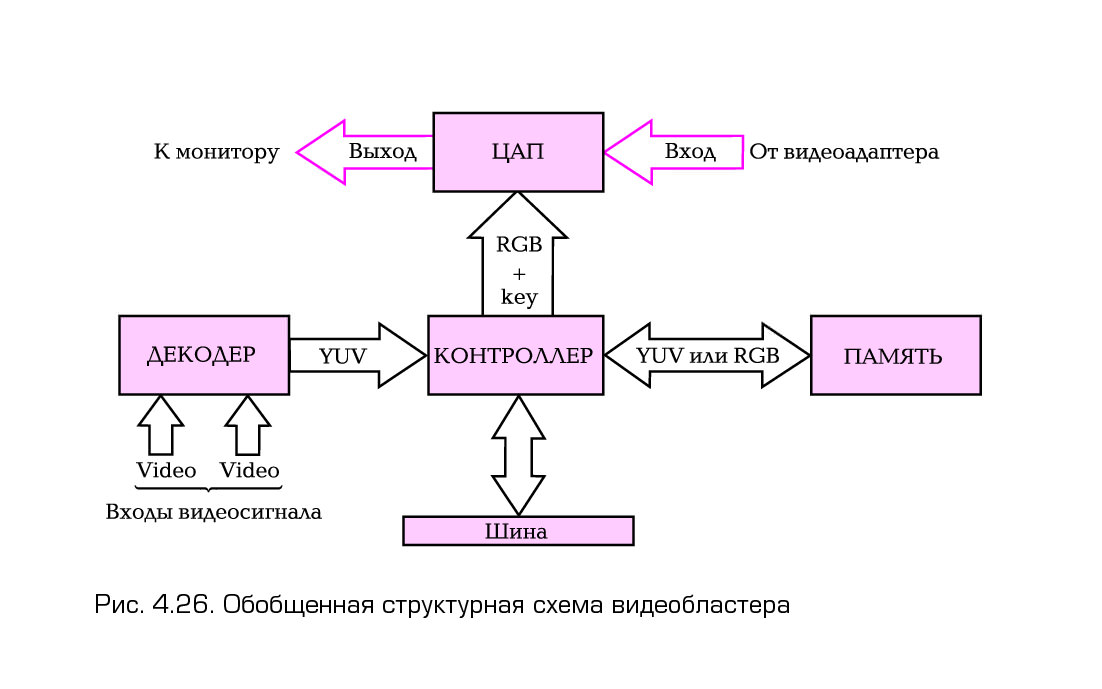 К монитору
Выход
ЦАП
Вход
От видеоадаптера
RGB
+
key
ДЕКОДЕР
YUV
КОНТРОЛЛЕР
YUV или RGB
ПАМЯТЬ
Video Video
Входы видеосигнала
Шина
Рис. 4.26. Обобщенная структурная схема видеобластера